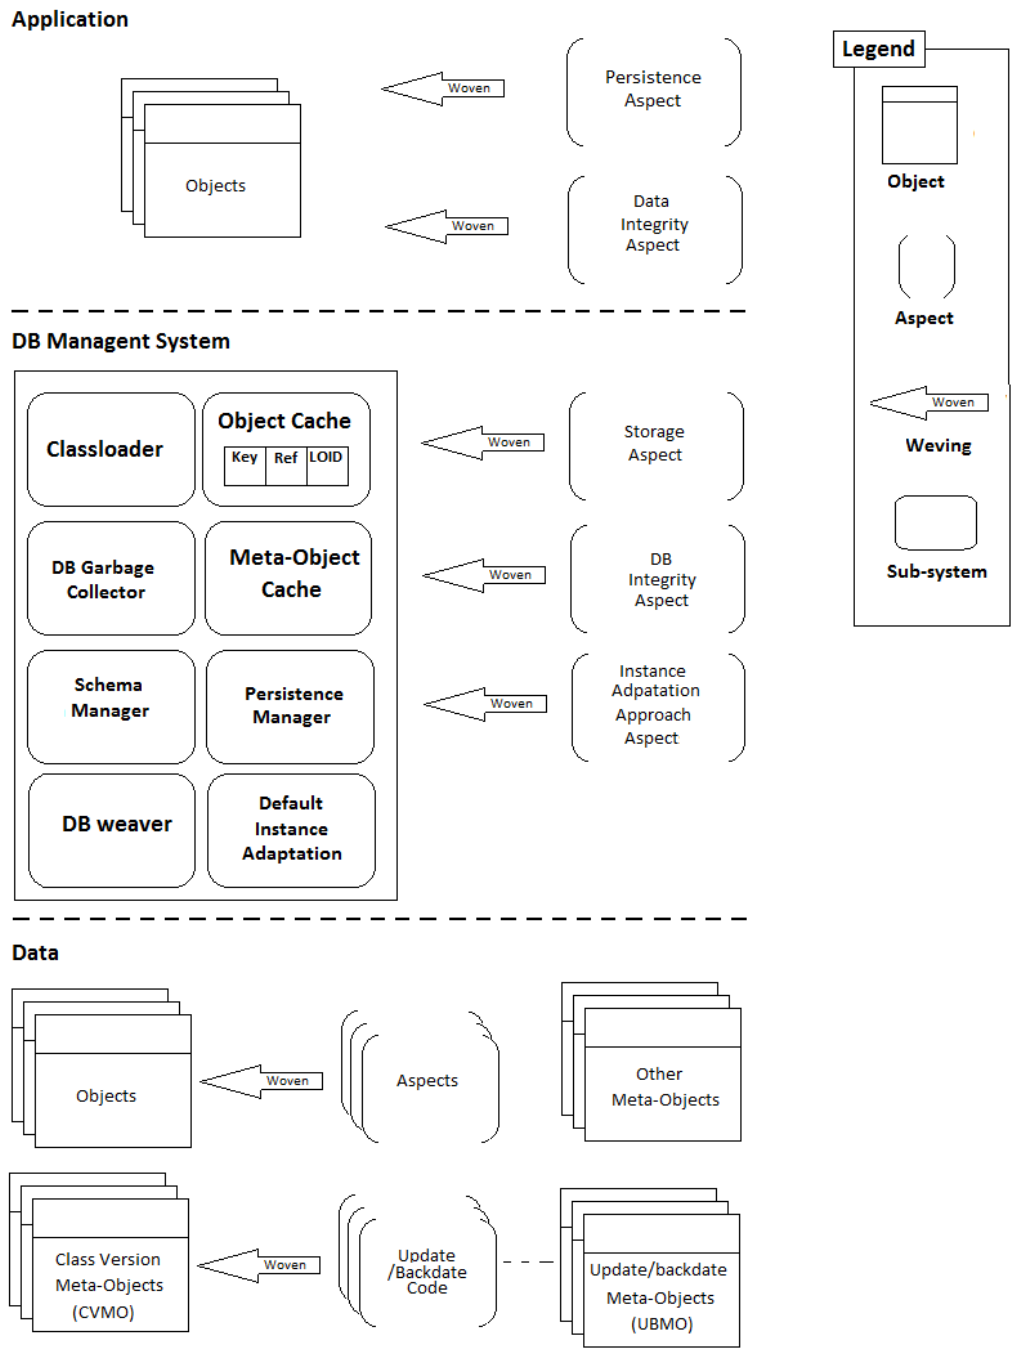 Application
Legend
Woven
Persistence
Aspect
Objects
Object
Woven
Data
Integrity
Aspect
Aspect
DB Managent System
Classloader
Object Cache
Key Ref LOID
Woven
Storage
Aspect
Woven
Weving
DB Garbage
Collector
Meta-Object
Cache
Woven
DB
Integrity
Aspect
Sub-system
Schema
Manager
Persistence
Manager
Woven
Instance
Adpatation
Approach
Aspect
DB weaver
Default
Instance
Adaptation
Data
Objects
Woven
Aspects
Other
Meta-Objects
Class Version
Meta-Objects
(CVMO)
Woven
Update
/Backdate
Code
Update/backdate
Meta-Objects
(UBMO)